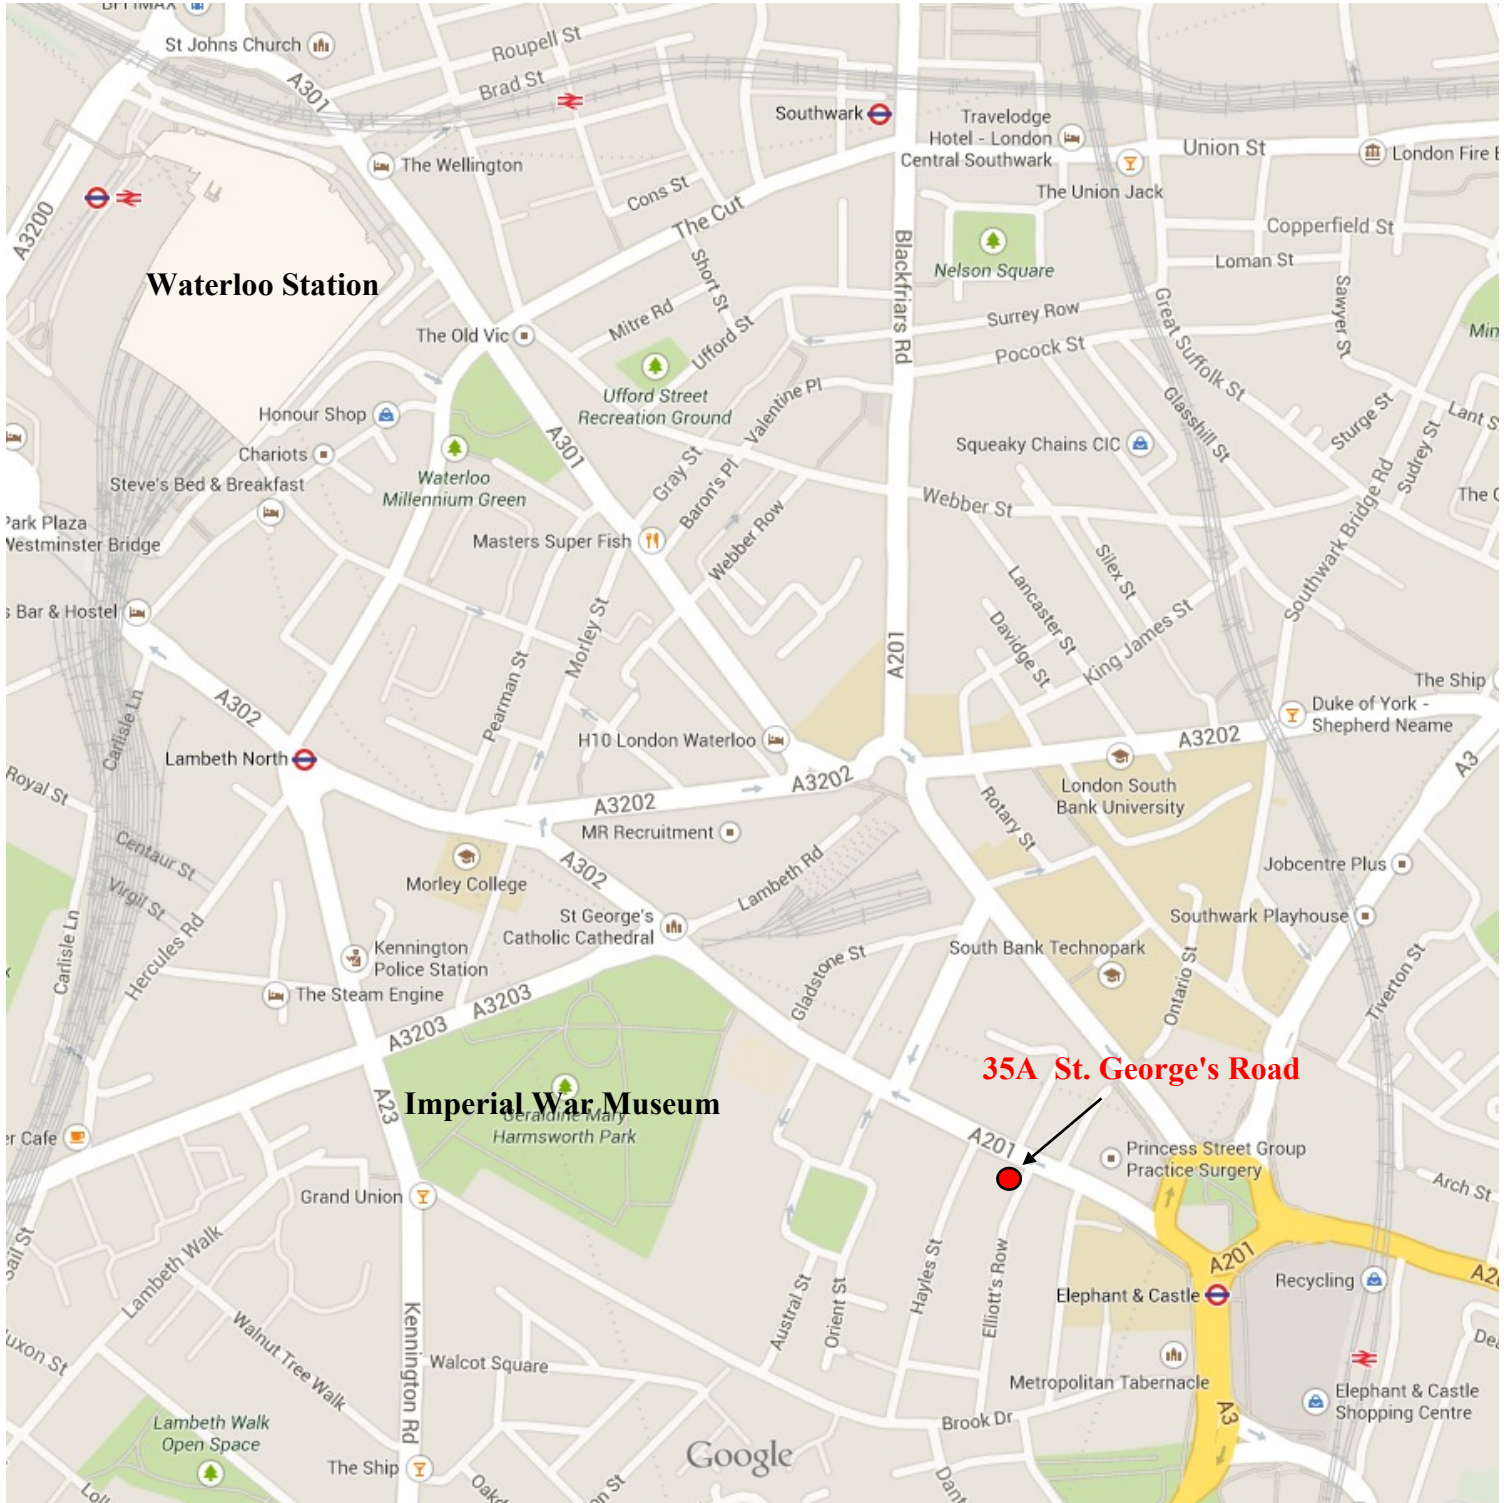 BFI IMAX
St Johns Church
Roupell St
A301
Brad St
Southwark
Travelodge
Hotel - London
Central Southwark
Union St
London Fire
The Wellington
The Union Jack
Cons St
The Cut
A3200
Copperfield St
Blackfriars Rd
Nelson Square
Loman St
Waterloo Station
Short St
Sawyer St
Mitre Rd
Surrey Row
Great Suffolk St
The Old Vic
Ufford St
Pocock St
Min
Ufford Street
Recreation Ground
Valentine Pl
Honour Shop
Glasshill St
Sturge St
Lant S
A301
Squeaky Chains CIC
Sudrey St
Chariots
Gray St
Steve's Bed & Breakfast
Waterloo
Millennium Green
Baron's Pl
Webber St
The
Park Plaza
Westminster Bridge
Masters Super Fish
Webber Row
Southwark Bridge Rd
Silex St
Lancaster St
s Bar & Hostel
Morley St
Davidge St
King James St
A201
Carlisle Ln
A302
Pearman St
The Ship
Duke of York -
Shepherd Neame
H10 London Waterloo
A3202
Lambeth North
A3
Royal St
A3202
A3202
London South
Bank University
Rotary St
MR Recruitment
Centaur St
A302
Lambeth Rd
Jobcentre Plus
Virgil St
Morley College
St George's
Catholic Cathedral
Southwark Playhouse
Carlisle Ln
Hercules Rd
Kennington
Police Station
Gladstone St
South Bank Technopark
Tiverton St
The Steam Engine
A3203
A3203
Ontario St
35A St. George's Road
A23
Imperial War Museum
Geraldine Mary
Harmsworth Park
er Cafe
A201
Princess Street Group
Practice Surgery
Arch St
Grand Union
Lambeth Walk
Hayles St
Elliott's Row
A201
Recycling
Elephant & Castle
Austral St
Orient St
Kennington Rd
Walnut Tree Walk
Walcot Square
Metropolitan Tabernacle
Elephant & Castle
Shopping Centre
Brook Dr
A3
Lambeth Walk
Open Space
Google
The Ship